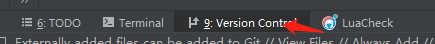 6: TODO Terminal 9: Version Control LuaCheck
Externally added files can be added to Git // View Files // Always Add //